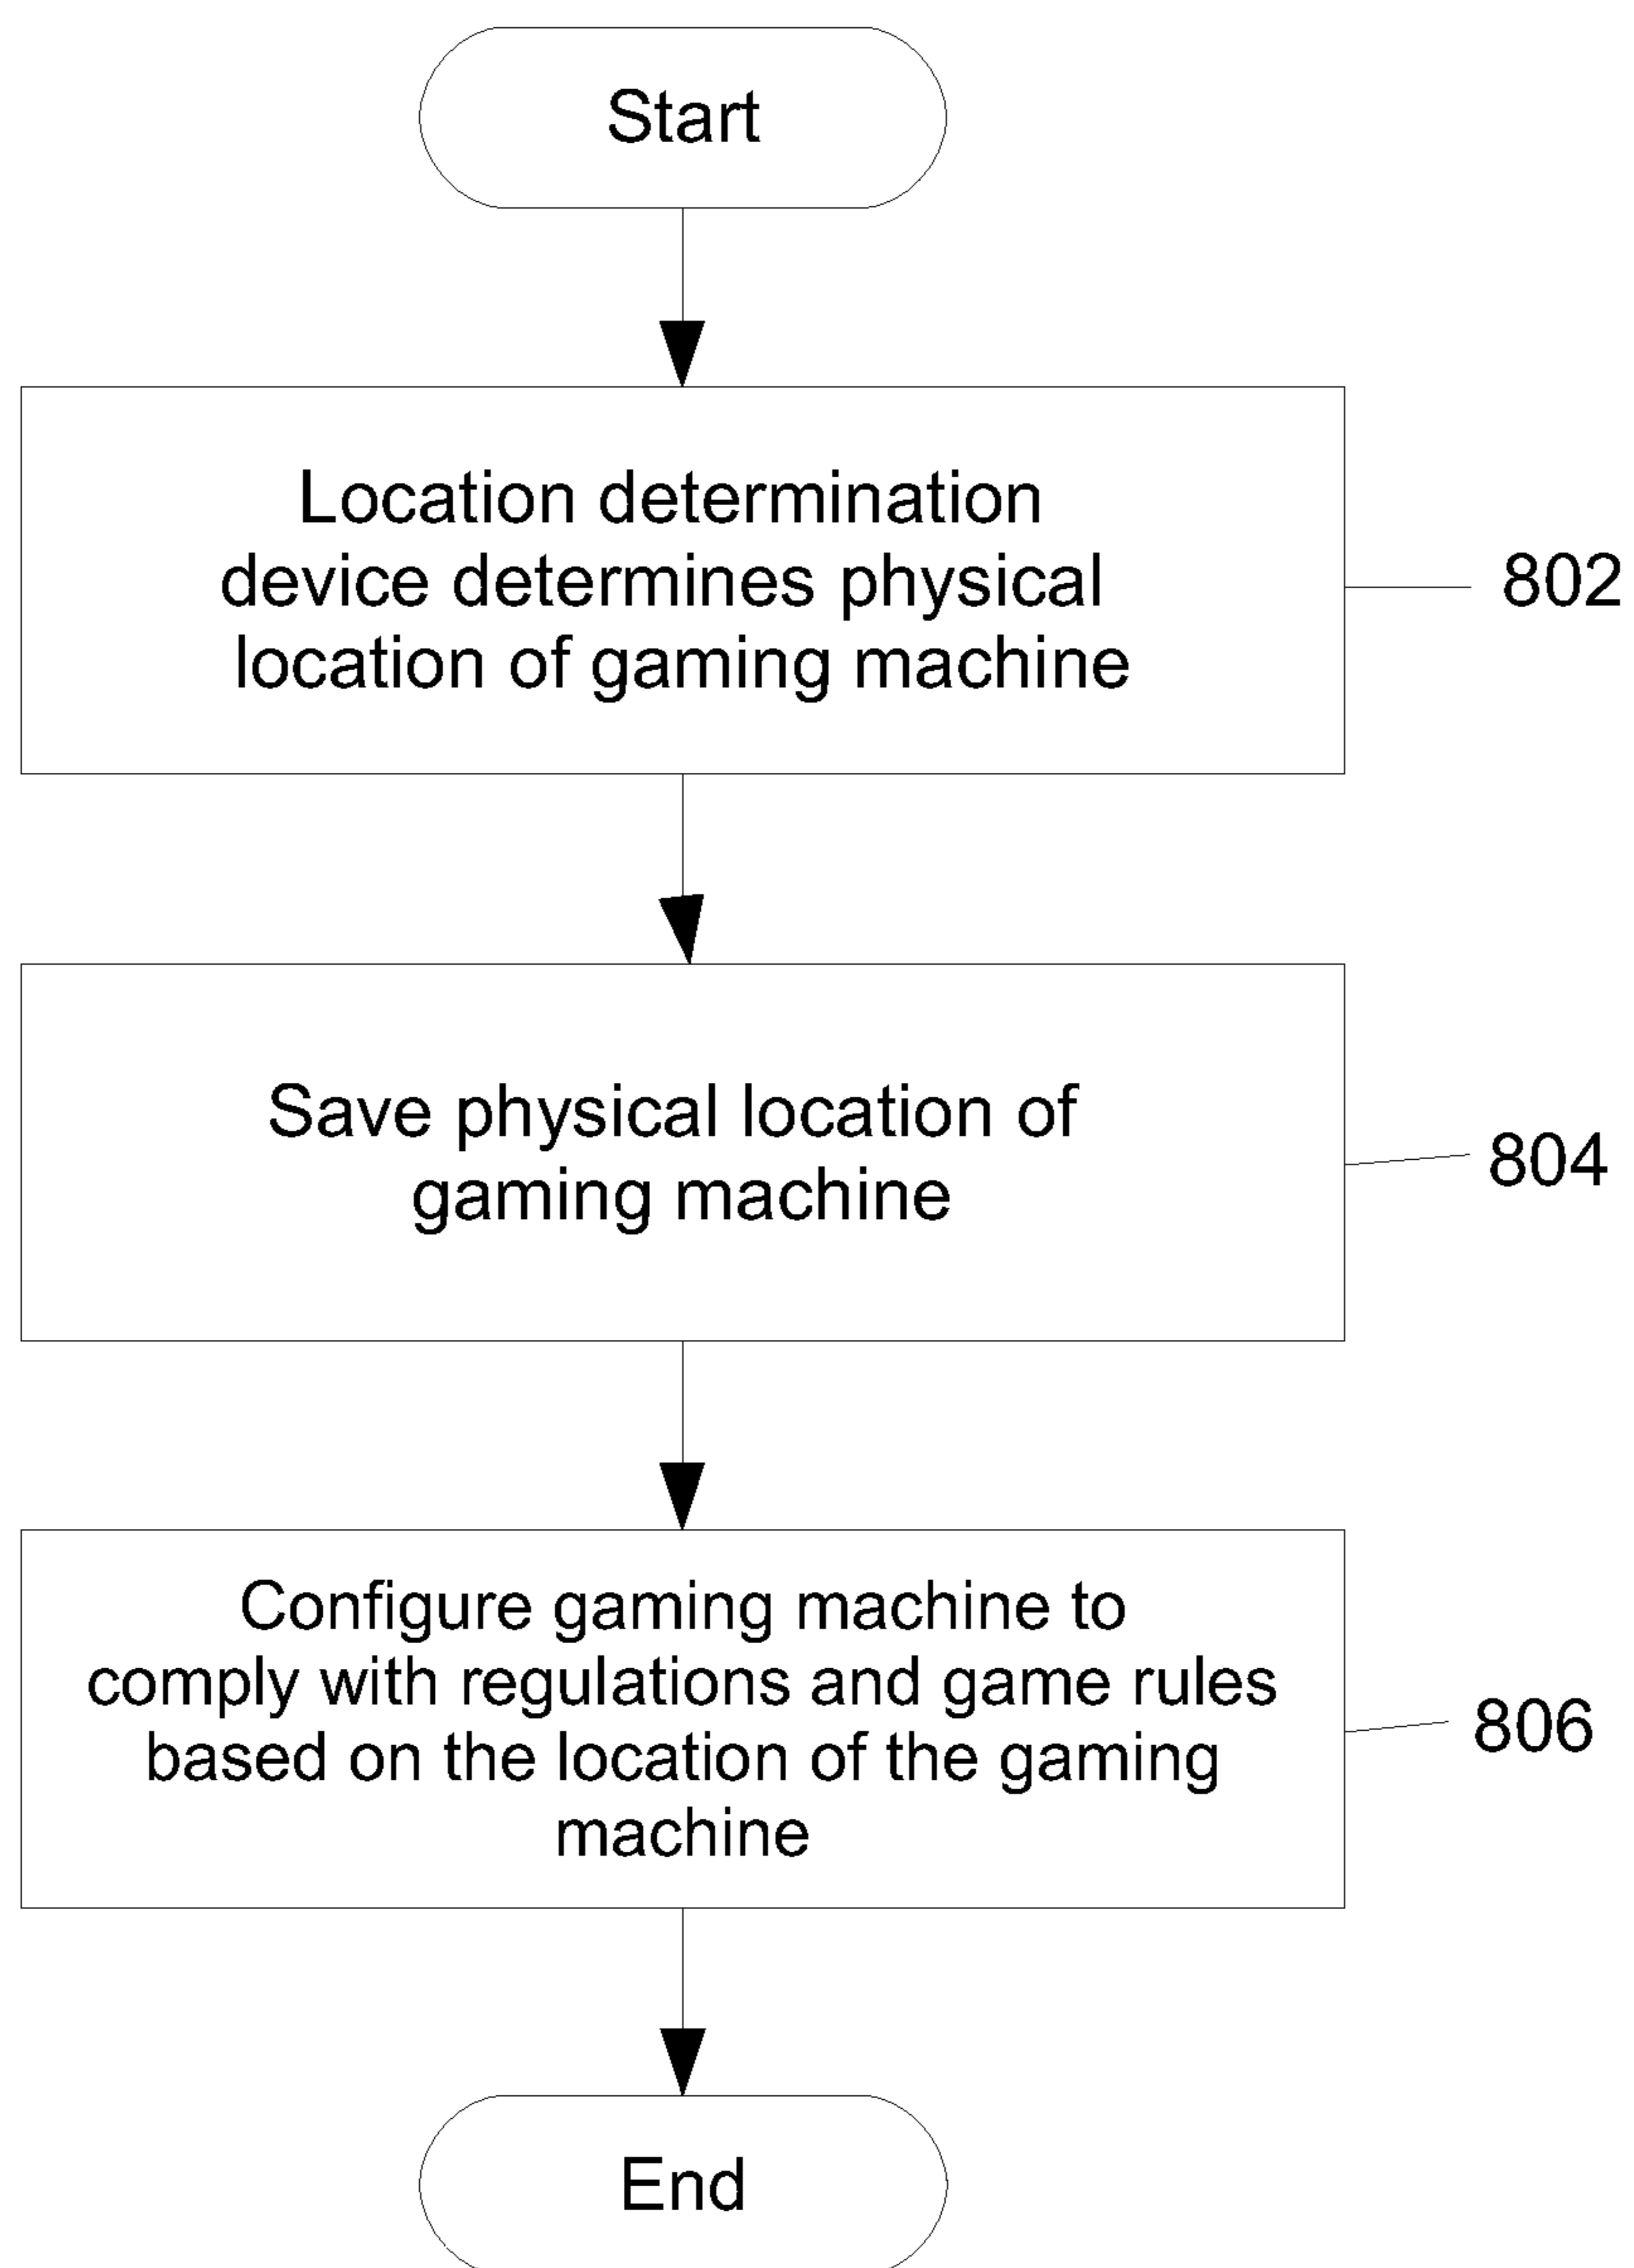 Start
Location determination
device determines physical
location of gaming machine
802
Save physical location of
gaming machine
804
Configure gaming machine to
comply with regulations and game rules
based on the location of the gaming
machine
806
End